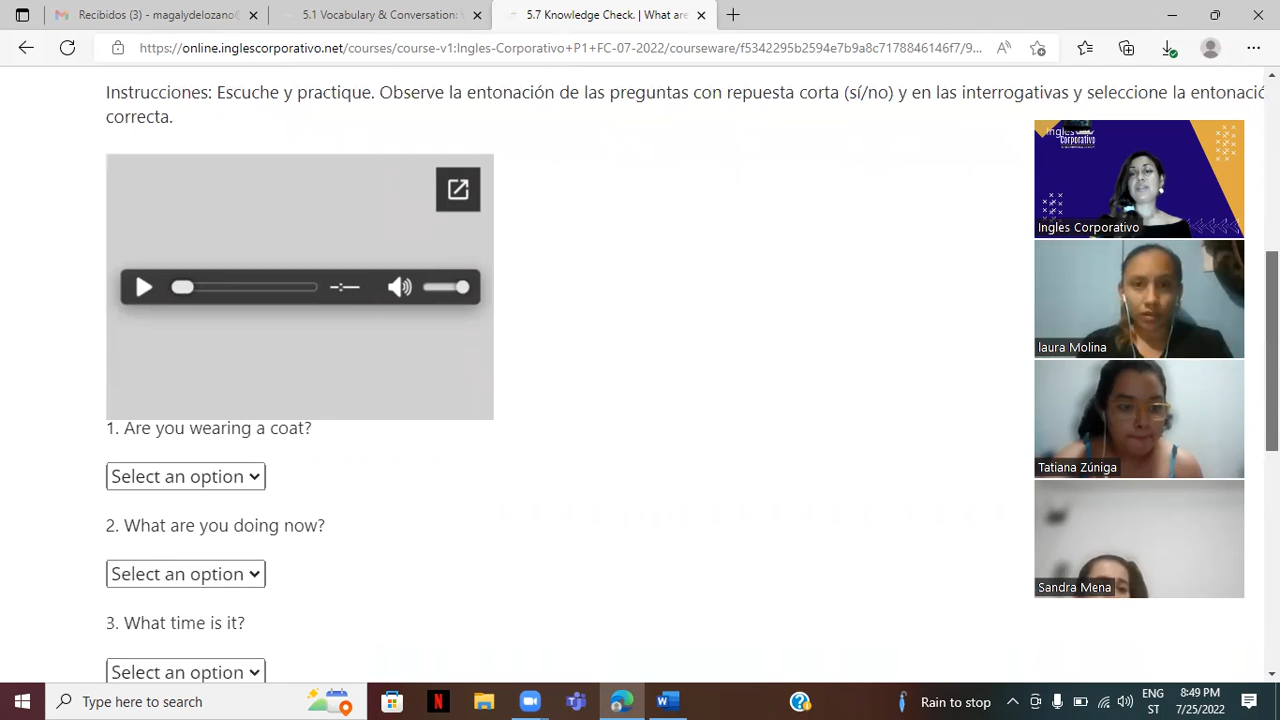 Recibidos (3) - magalydelozano@
5.1 Vocabulary & Conversation:
5.7 Knowledge Check. | What are
https://online.inglescorporativo.net/courses/course-v1:Ingles-Corporativo+P1+FC-07-2022/courseware/f5342295b2594e7b9a8c7178846146f7/9...
Instrucciones: Escuche y practique. Observe la entonación de las preguntas con repuesta corta (sí/no) y en las interrogativas y seleccione la entonació
correcta.
Ingles
Corporativo
Ingles Corporativo
laura Molina
Tatiana Zúniga
Sandra Mena
1. Are you wearing a coat?
Select an option
2. What are you doing now?
Select an option
3. What time is it?
Select an option
Type here to search
Rain to stop
ENG
ST
8:49 PM
7/25/2022